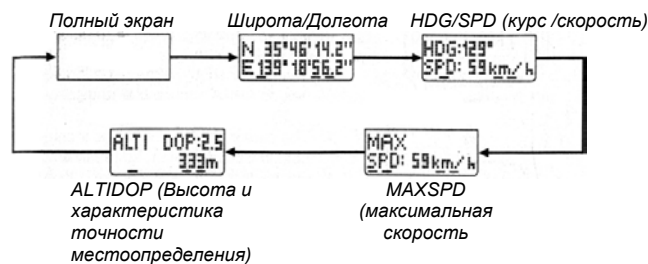 Полный экран
Широта/Долгота
HDG/SPD (курс /скорость)
N 35°46'14.2"
E139°18'56.2"
HDG:129°
SPD: 59km/h
ALTI DOP:2.5
333m
MAX
SPD: 59km/h
ALTIDOP (Высота и
характеристика
точности
местоопределения)
MAXSPD
(максимальная
скорость